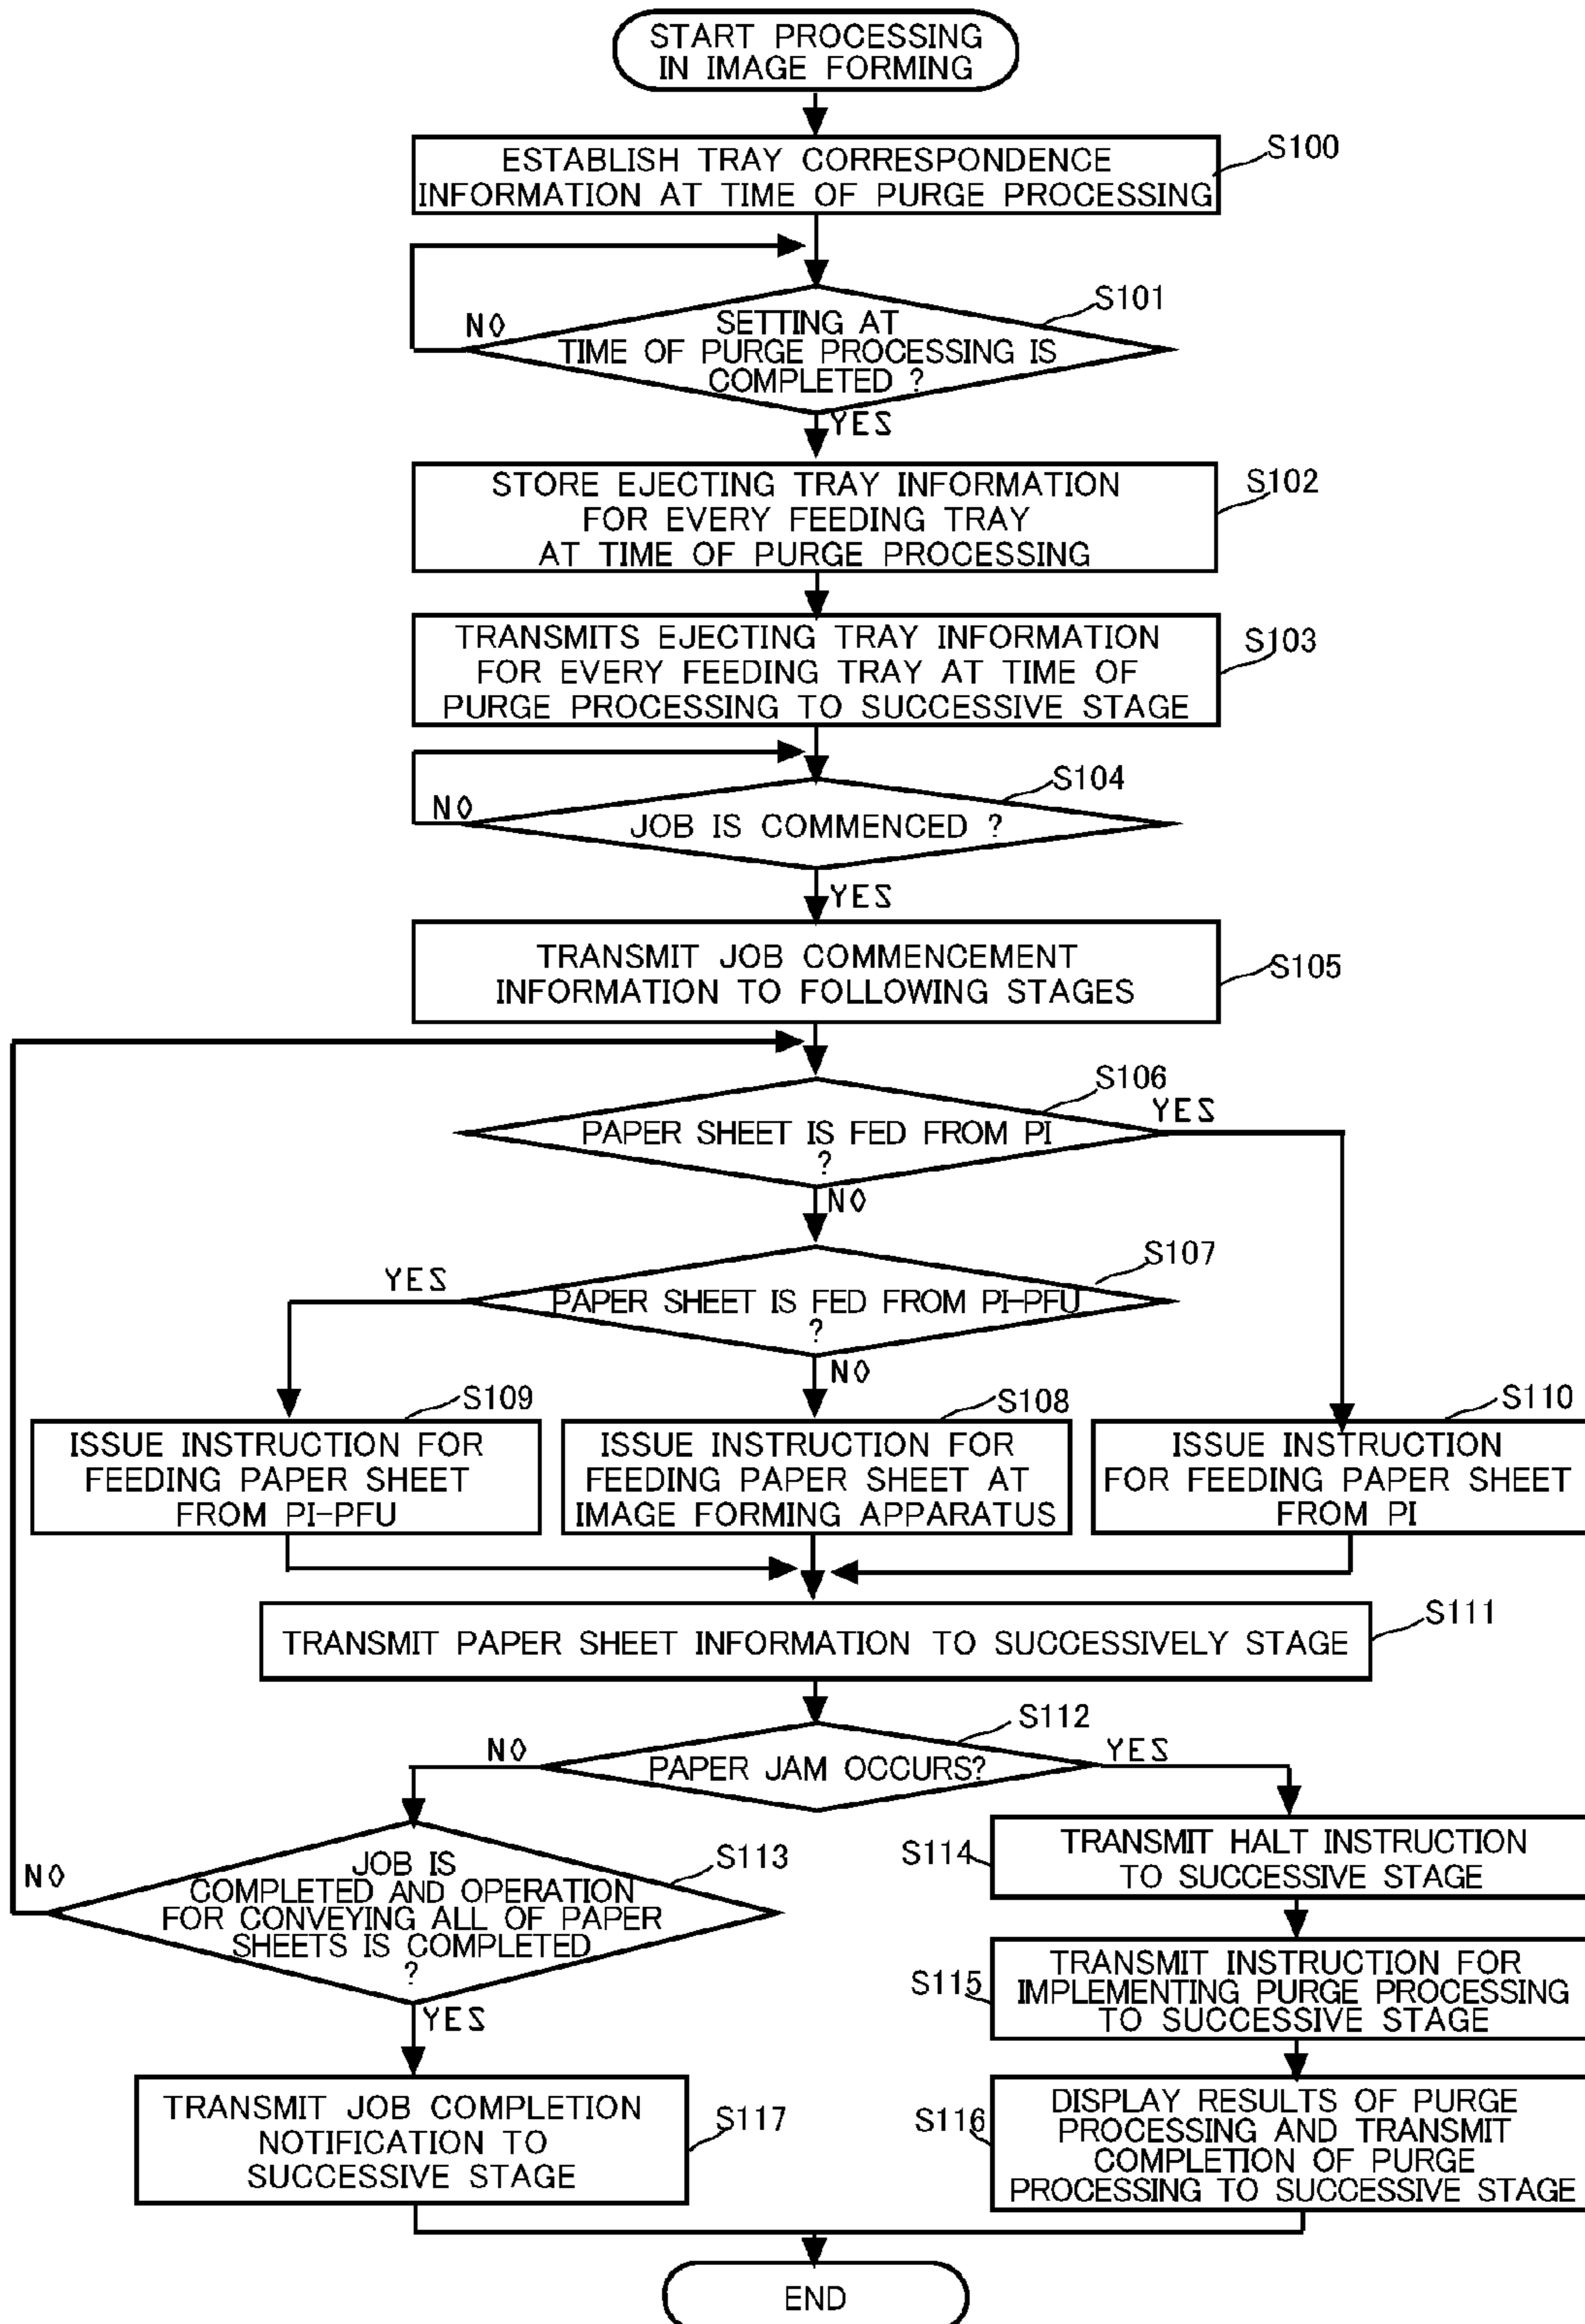 START PROCESSING
IN IMAGE FORMING
ESTABLISH TRAY CORRESPONDENCE
INFORMATION AT TIME OF PURGE PROCESSING
S100
SETTING AT
TIME OF PURGE PROCESSING IS
COMPLETED ?
S101
NO
YES
STORE EJECTING TRAY INFORMATION
FOR EVERY FEEDING TRAY
AT TIME OF PURGE PROCESSING
S102
TRANSMITS EJECTING TRAY INFORMATION
FOR EVERY FEEDING TRAY AT TIME OF
PURGE PROCESSING TO SUCCESSIVE STAGE
S103
JOB IS COMMENCED ?
S104
NO
YES
TRANSMIT JOB COMMENCEMENT
INFORMATION TO FOLLOWING STAGES
S105
PAPER SHEET IS FED FROM PI
?
S106
YES
NO
PAPER SHEET IS FED FROM PI-PFU
?
S107
YES
NO
S109
ISSUE INSTRUCTION FOR
FEEDING PAPER SHEET
FROM PI-PFU
S108
ISSUE INSTRUCTION FOR
FEEDING PAPER SHEET AT
IMAGE FORMING APPARATUS
S110
ISSUE INSTRUCTION
FOR FEEDING PAPER SHEET
FROM PI
S111
TRANSMIT PAPER SHEET INFORMATION TO SUCCESSIVELY STAGE
S112
PAPER JAM OCCURS?
NO
YES
S113
JOB IS
COMPLETED AND OPERATION
FOR CONVEYING ALL OF PAPER
SHEETS IS COMPLETED
?
NO
YES
S114
TRANSMIT HALT INSTRUCTION
TO SUCCESSIVE STAGE
S115
TRANSMIT INSTRUCTION FOR
IMPLEMENTING PURGE PROCESSING
TO SUCCESSIVE STAGE
TRANSMIT JOB COMPLETION
NOTIFICATION TO
SUCCESSIVE STAGE
S117
S116
DISPLAY RESULTS OF PURGE
PROCESSING AND TRANSMIT
COMPLETION OF PURGE
PROCESSING TO SUCCESSIVE STAGE
END